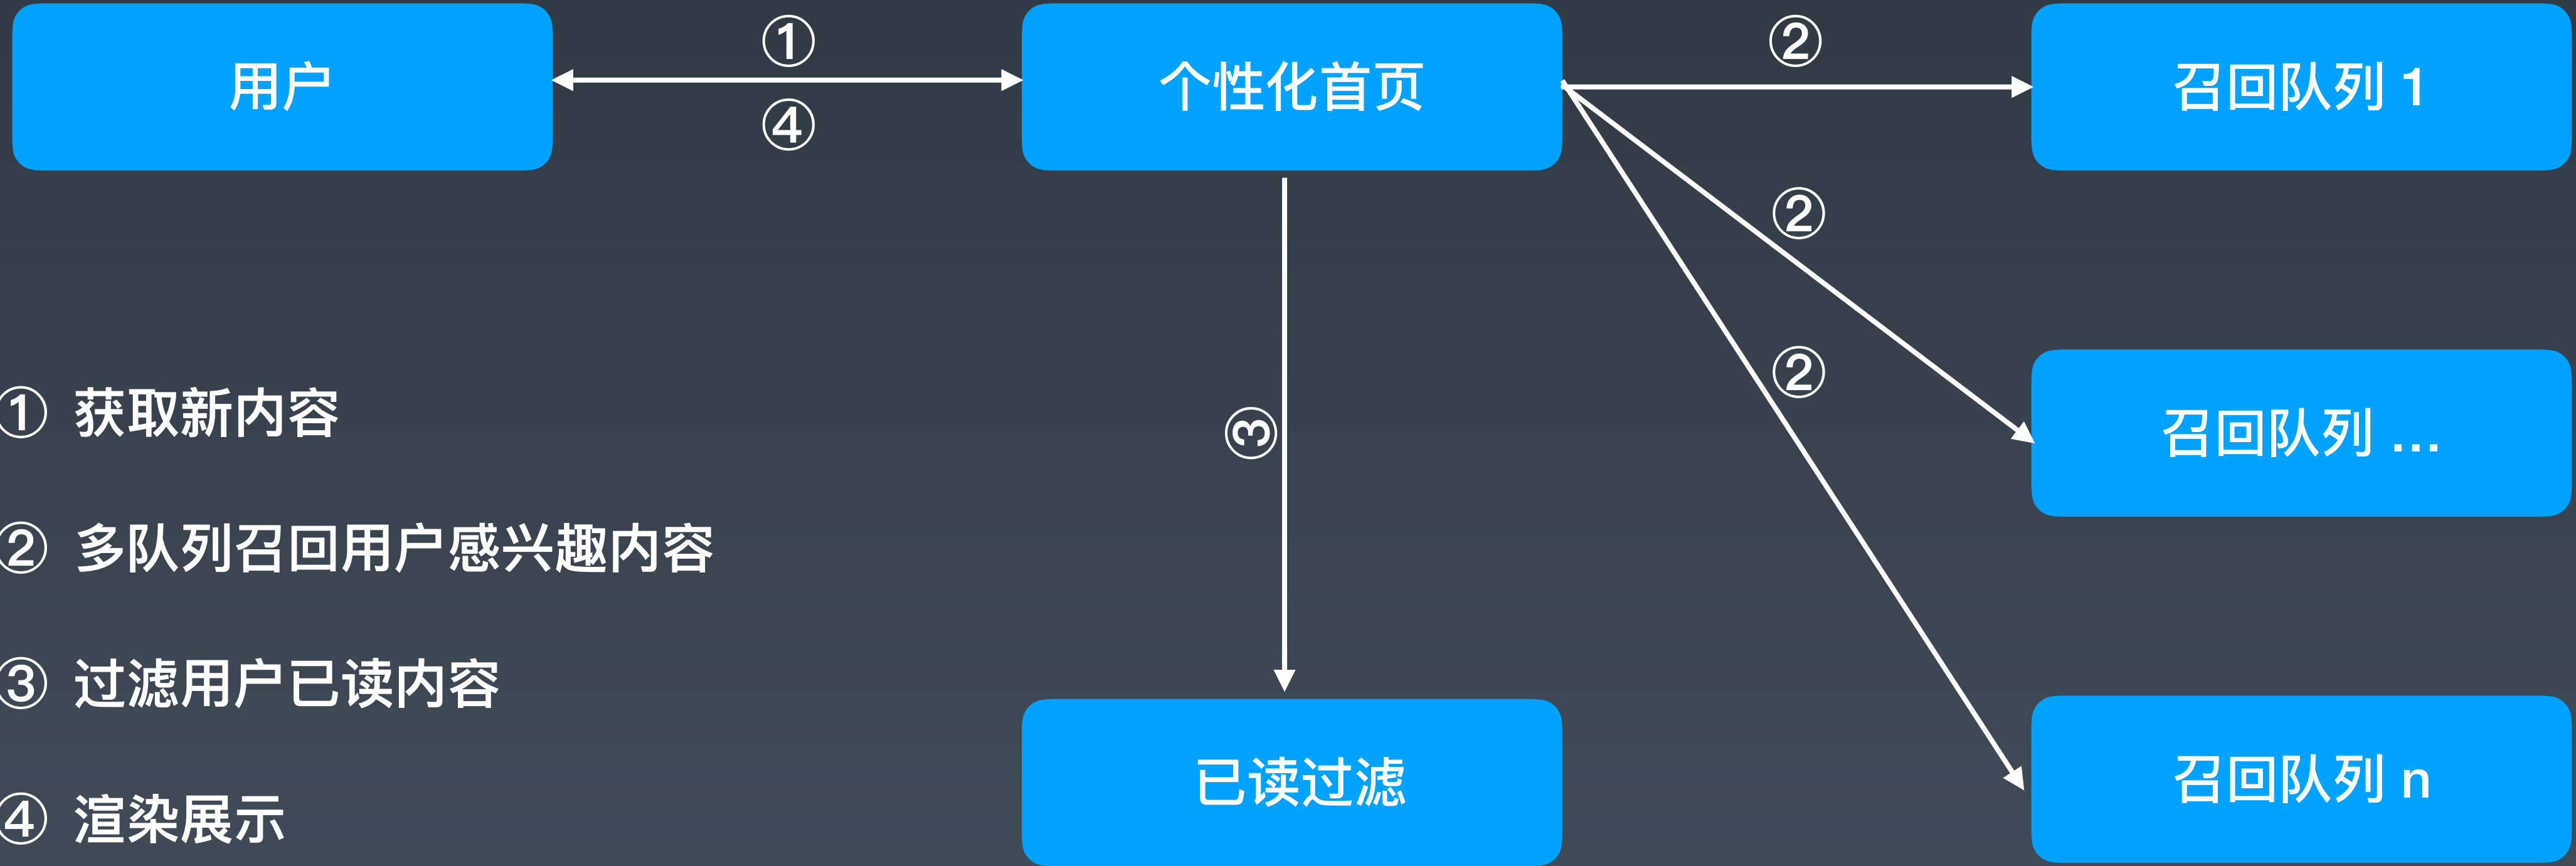 用户
①
④
个性化首页
②
召回队列 1
②
②
召回队列 ...
③
① 获取新内容
② 多队列召回用户感兴趣内容
③ 过滤用户已读内容
④ 渲染展示
已读过滤
召回队列 n